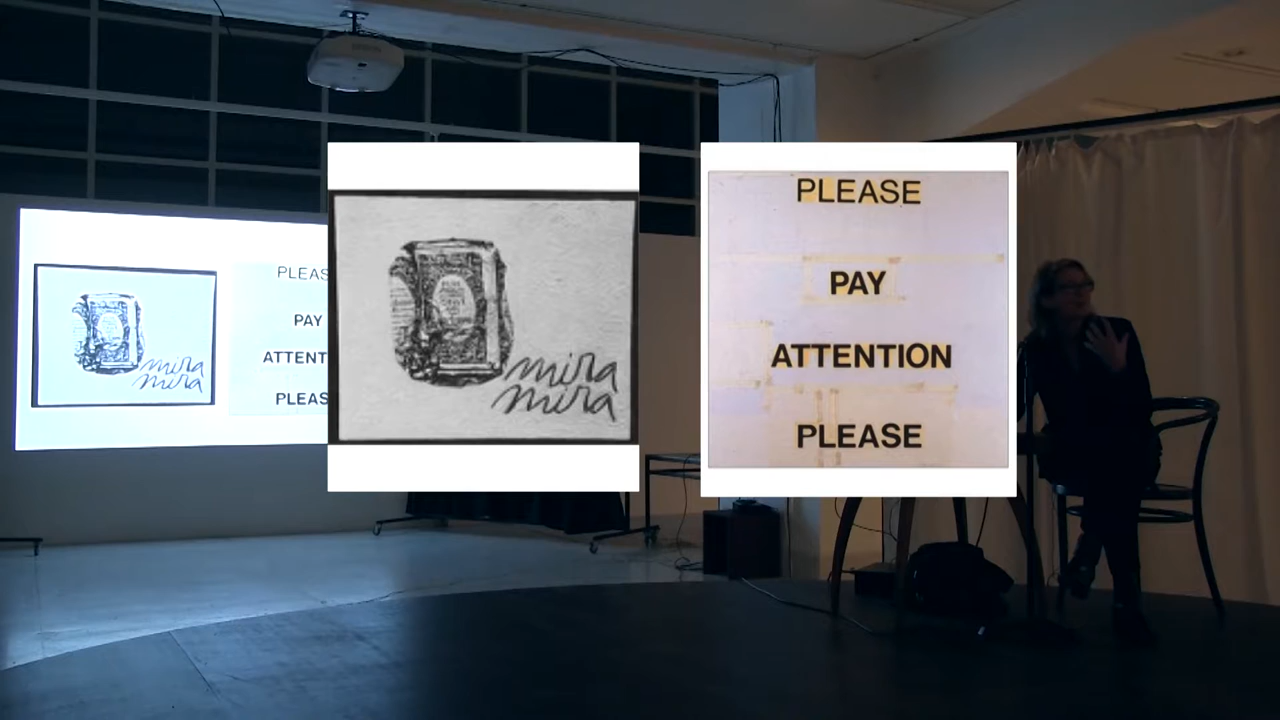 mira
mira
PLEAS
PAY
ATTENT
PLEAS
mira
mira
PLEASE
PAY
ATTENTION
PLEASE